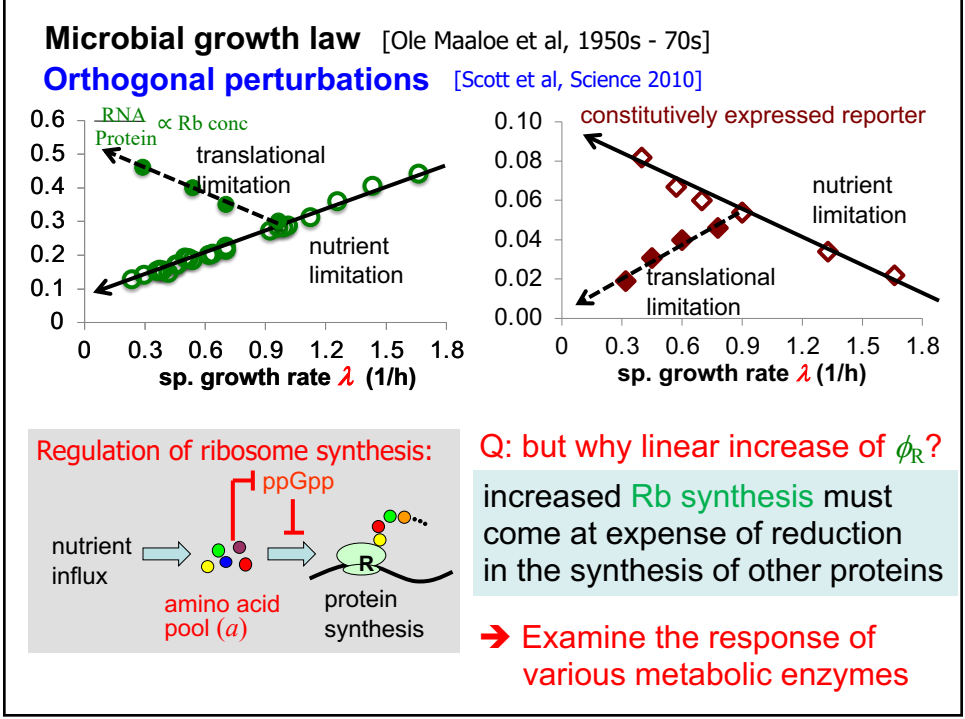 Microbial growth law [Ole Maaloe et al, 1950s - 70s]
Orthogonal perturbations [Scott et al, Science 2010]
RNA
Protein ∝ Rb conc
translational
limitation
nutrient
limitation
0.6
0.5
0.4
0.3
0.2
0.1
0
0 0.3 0.6 0.9 1.2 1.5 1.8
sp. growth rate λ (1/h)
constitutively expressed reporter
nutrient
limitation
translational
limitation
0.10
0.08
0.06
0.04
0.02
0.00
0 0.3 0.6 0.9 1.2 1.5 1.8
sp. growth rate λ (1/h)
Regulation of ribosome synthesis:
ppGpp
nutrient
influx
R
amino acid
pool (a)
protein
synthesis
Q: but why linear increase of ϕR?
increased Rb synthesis must
come at expense of reduction
in the synthesis of other proteins
➔ Examine the response of
various metabolic enzymes